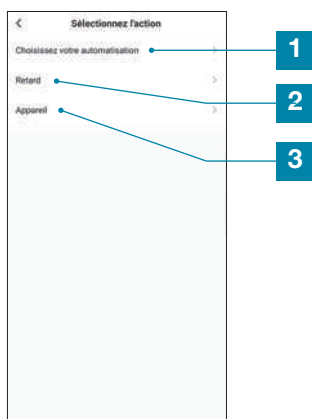 Sélectionnez l'action
Choisissez votre automatisation
1
Retard
2
Appareil
3